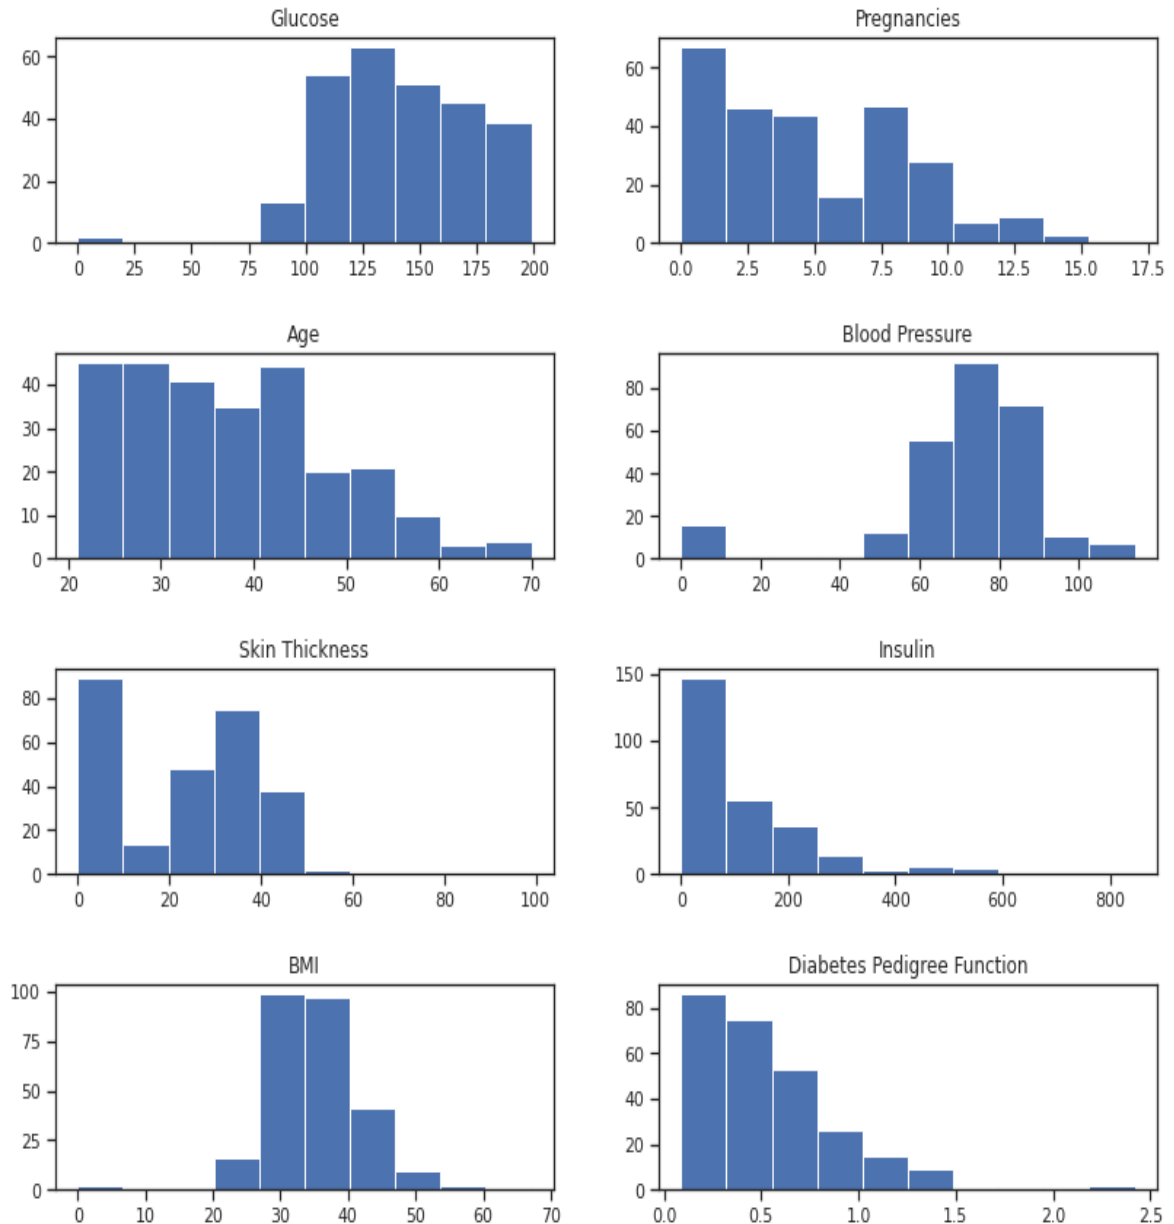 Glucose
60
40
20
0
0 25 50 75 100 125 150 175 200
Pregnancies
60
40
20
0
0.0 2.5 5.0 7.5 10.0 12.5 15.0 17.5
Age
40
30
20
10
0
20 30 40 50 60 70
Blood Pressure
80
60
40
20
0
0 20 40 60 80 100
Skin Thickness
80
60
40
20
0
0 20 40 60 80 100
Insulin
150
100
50
0
0 200 400 600 800
BMI
100
75
50
25
0
0 10 20 30 40 50 60 70
Diabetes Pedigree Function
80
60
40
20
0
0.0 0.5 1.0 1.5 2.0 2.5